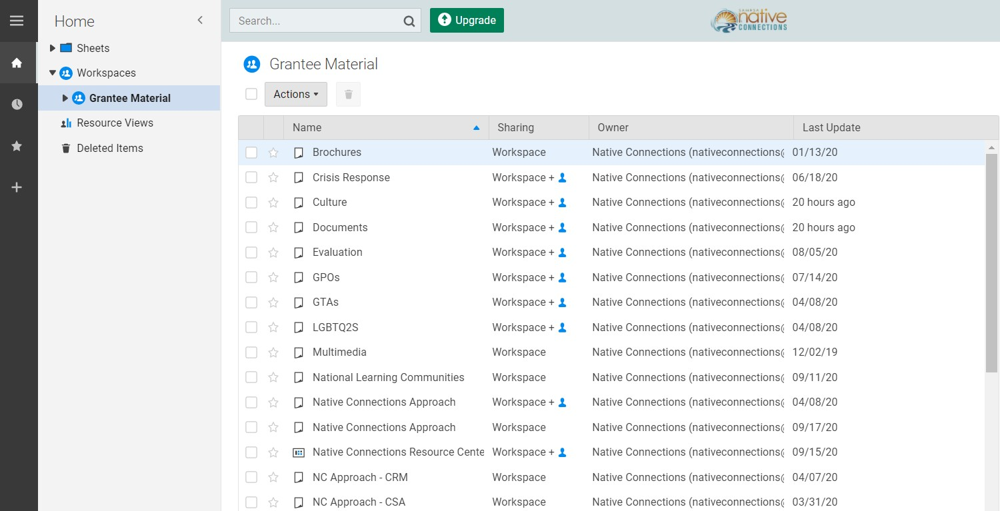 Home
Search...
Upgrade
SAMHSA
native
CONNECTIONS
Sheets
Workspaces
Grantee Material
Resource Views
Deleted Items
Grantee Material
Actions
Name Sharing Owner Last Update
Brochures Workspace Native Connections (nativeconnections@ 01/13/20
Crisis Response Workspace + Native Connections (nativeconnections@ 06/18/20
Culture Workspace + Native Connections (nativeconnections@ 20 hours ago
Documents Workspace + Native Connections (nativeconnections@ 20 hours ago
Evaluation Workspace + Native Connections (nativeconnections@ 08/05/20
GPOs Workspace + Native Connections (nativeconnections@ 07/14/20
GTAs Workspace + Native Connections (nativeconnections@ 04/08/20
LGBTQ2S Workspace + Native Connections (nativeconnections@ 04/08/20
Multimedia Workspace Native Connections (nativeconnections@ 12/02/19
National Learning Communities Workspace Native Connections (nativeconnections@ 09/11/20
Native Connections Approach Workspace + Native Connections (nativeconnections@ 04/08/20
Native Connections Approach Workspace Native Connections (nativeconnections@ 09/17/20
Native Connections Resource Cente Workspace + Native Connections (nativeconnections@ 09/15/20
NC Approach - CRM Workspace Native Connections (nativeconnections@ 04/07/20
NC Approach - CSA Workspace Native Connections (nativeconnections@ 03/31/20